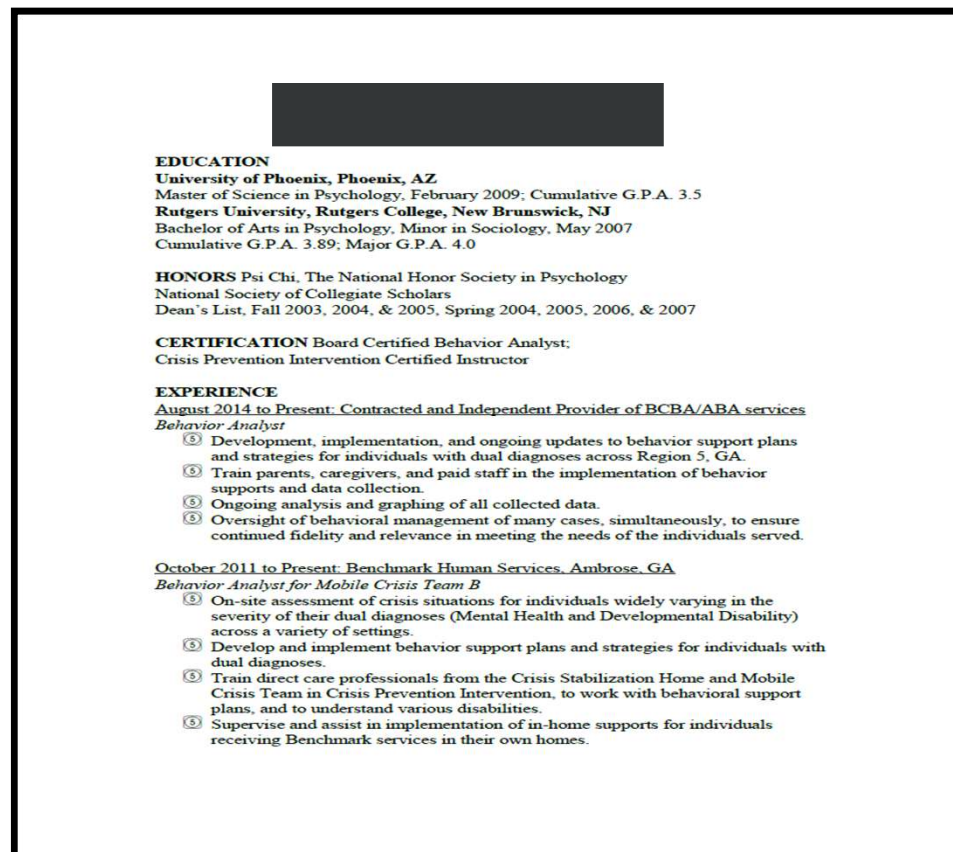 EDUCATION
University of Phoenix, Phoenix, AZ
Master of Science in Psychology, February 2009; Cumulative G.P.A. 3.5
Rutgers University, Rutgers College, New Brunswick, NJ
Bachelor of Arts in Psychology, Minor in Sociology, May 2007
Cumulative G.P.A. 3.89; Major G.P.A. 4.0
HONORS Psi Chi, The National Honor Society in Psychology
National Society of Collegiate Scholars
Dean's List, Fall 2003, 2004, & 2005, Spring 2004, 2005, 2006, & 2007
CERTIFICATION Board Certified Behavior Analyst;
Crisis Prevention Intervention Certified Instructor
EXPERIENCE
August 2014 to Present: Contracted and Independent Provider of BCBA/ABA services
Behavior Analyst
5 Development, implementation, and ongoing updates to behavior support plans
and strategies for individuals with dual diagnoses across Region 5, GA.
5 Train parents, caregivers, and paid staff in the implementation of behavior
supports and data collection.
5 Ongoing analysis and graphing of all collected data.
5 Oversight of behavioral management of many cases, simultaneously, to ensure
continued fidelity and relevance in meeting the needs of the individuals served.
October 2011 to Present: Benchmark Human Services, Ambrose, GA
Behavior Analyst for Mobile Crisis Team B
5 On-site assessment of crisis situations for individuals widely varying in the
severity of their dual diagnoses (Mental Health and Developmental Disability)
across a variety of settings.
5 Develop and implement behavior support plans and strategies for individuals with
dual diagnoses.
5 Train direct care professionals from the Crisis Stabilization Home and Mobile
Crisis Team in Crisis Prevention Intervention, to work with behavioral support
plans, and to understand various disabilities.
5 Supervise and assist in implementation of in-home supports for individuals
receiving Benchmark services in their own homes.